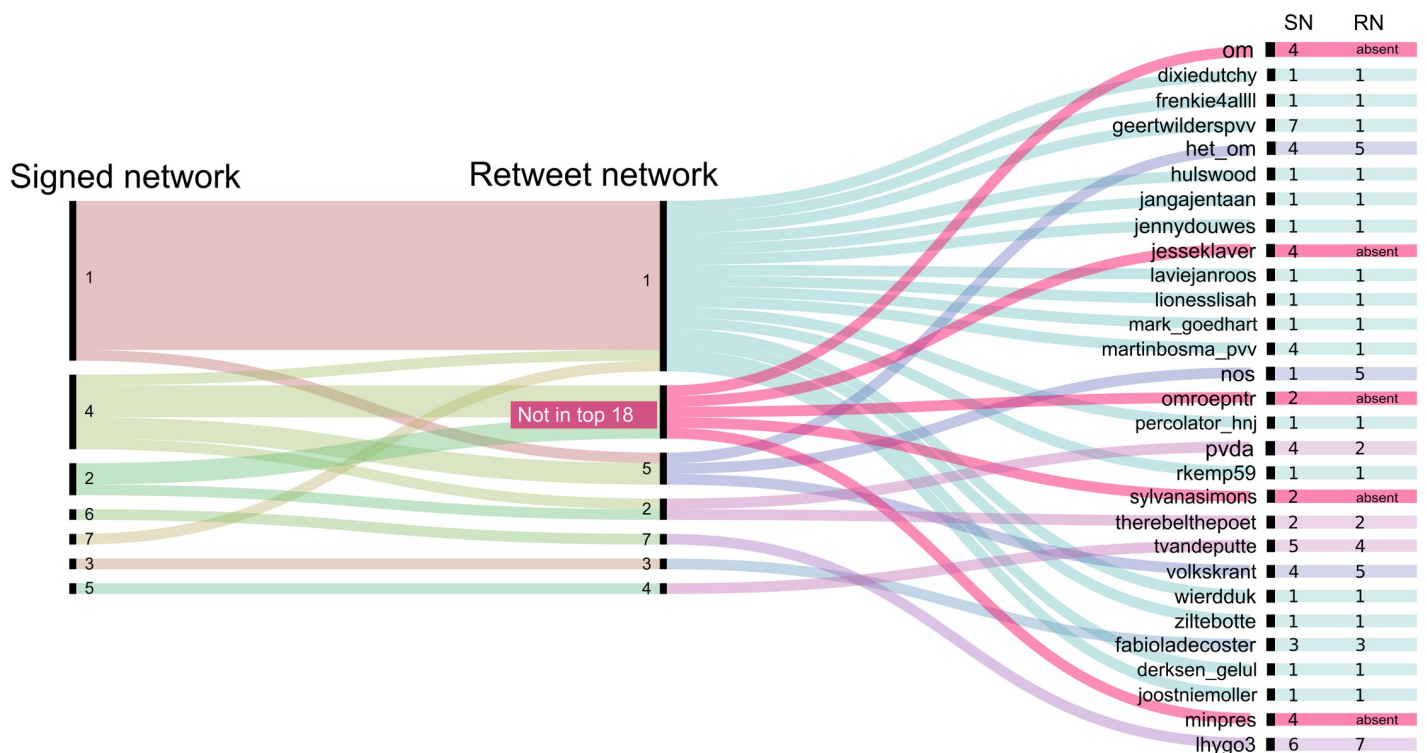 SN RN
om 4 absent
dixiedutchy 1 1
frenkie4allll 1 1
geertwilderspvv 7 1
het_om 4 5
Signed network Retweet network
hulswood 1 1
jangajentaan 1 1
jennydouwes 1 1
jesseklaver 4 absent
1 1
laviejanroos 1 1
lionesslisah 1 1
mark_goedhart 1 1
martinbosma_pvv 4 1
nos 1 5
omroepntr 2 absent
4 Not in top 18
percolator_hnj 1 1
pvda 4 2
5
rkemp59 1 1
2
sylvanasimons 2 absent
2
therebelthepoet 2 2
6
7 7
tvandeputte 5 4
3 3
volkskrant 4 5
5 4
wierdduk 1 1
ziltebotte 1 1
fabioladecoster 3 3
derksen_gelul 1 1
joostniemoller 1 1
minpres 4 absent
lhygo3 6 7